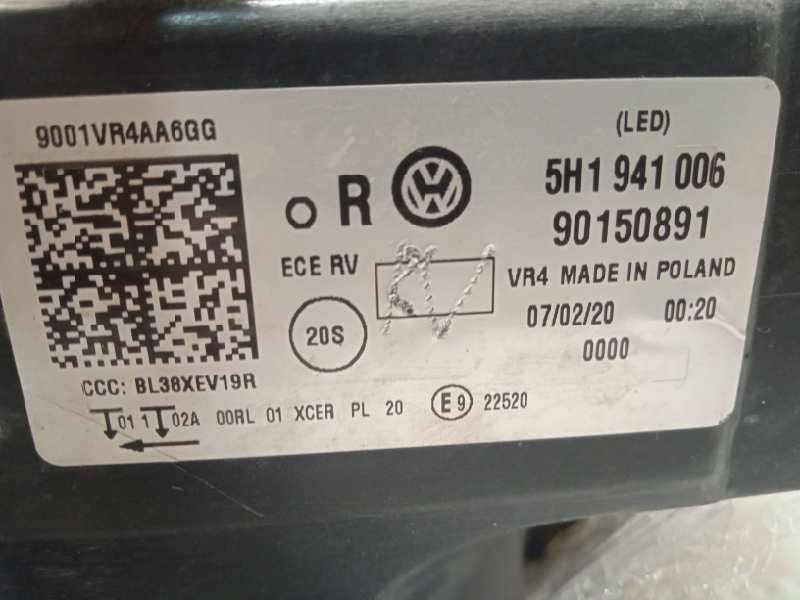 9001VR4AA6GG
(LED)
R
5H1 941 006
90150891
ECE RV
VR4 MADE IN POLAND
20S
07/02/20 00:20
0000
CCC: BL38XEV19R
01 1 02A 00RL 01 XCER PL 20 E9 22520